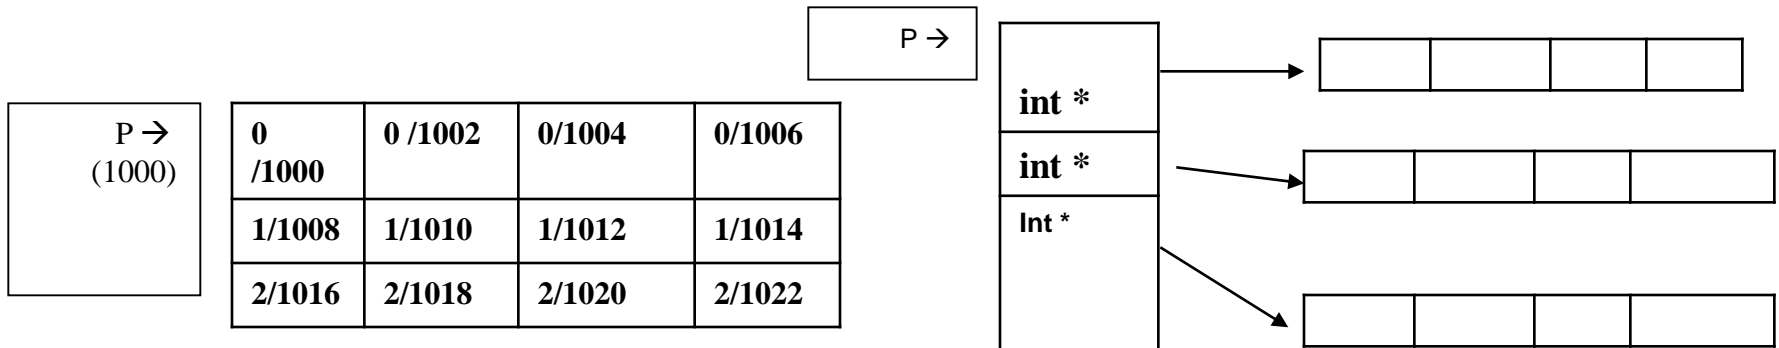 P →
(1000)
0 /1002 0/1004 0/1006
0
/1000
1/1008 1/1010 1/1012 1/1014
2/1016 2/1018 2/1020 2/1022
P →
int *
int *
Int *